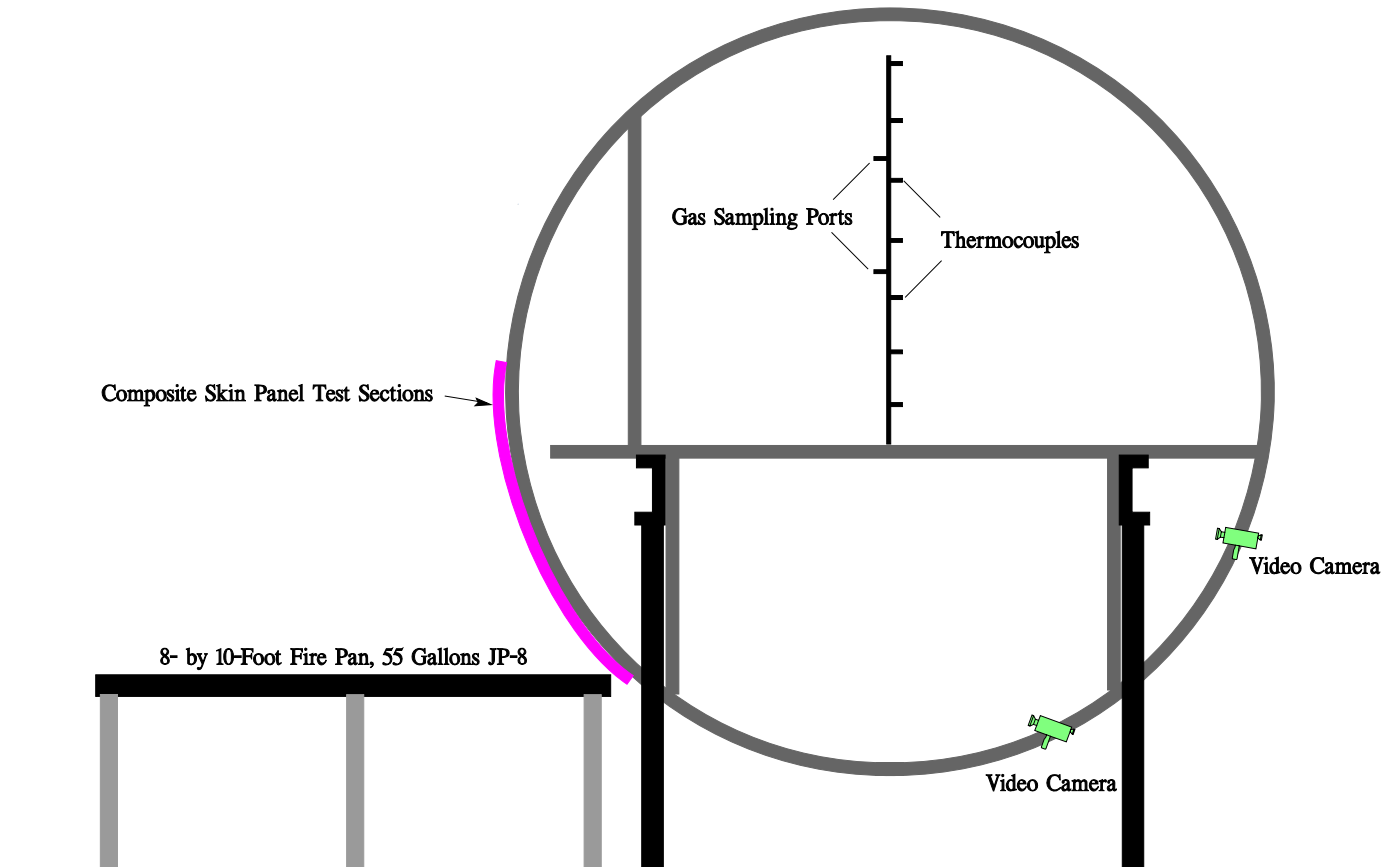 Gas Sampling Ports
Thermocouples
Composite Skin Panel Test Sections
Video Camera
8- by 10-Foot Fire Pan, 55 Gallons JP-8
Video Camera